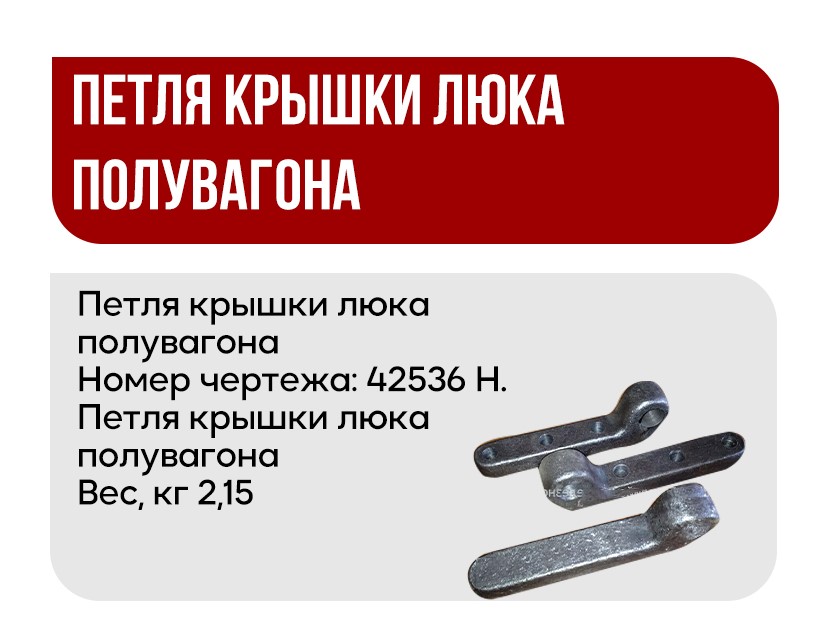 ПЕТЛЯ КРЫШКИ ЛЮКА
ПОЛУВАГОНА
Петля крышки люка
полувагона
Номер чертежа: 42536 Н.
Петля крышки люка
полувагона
Вес, кг 2,15